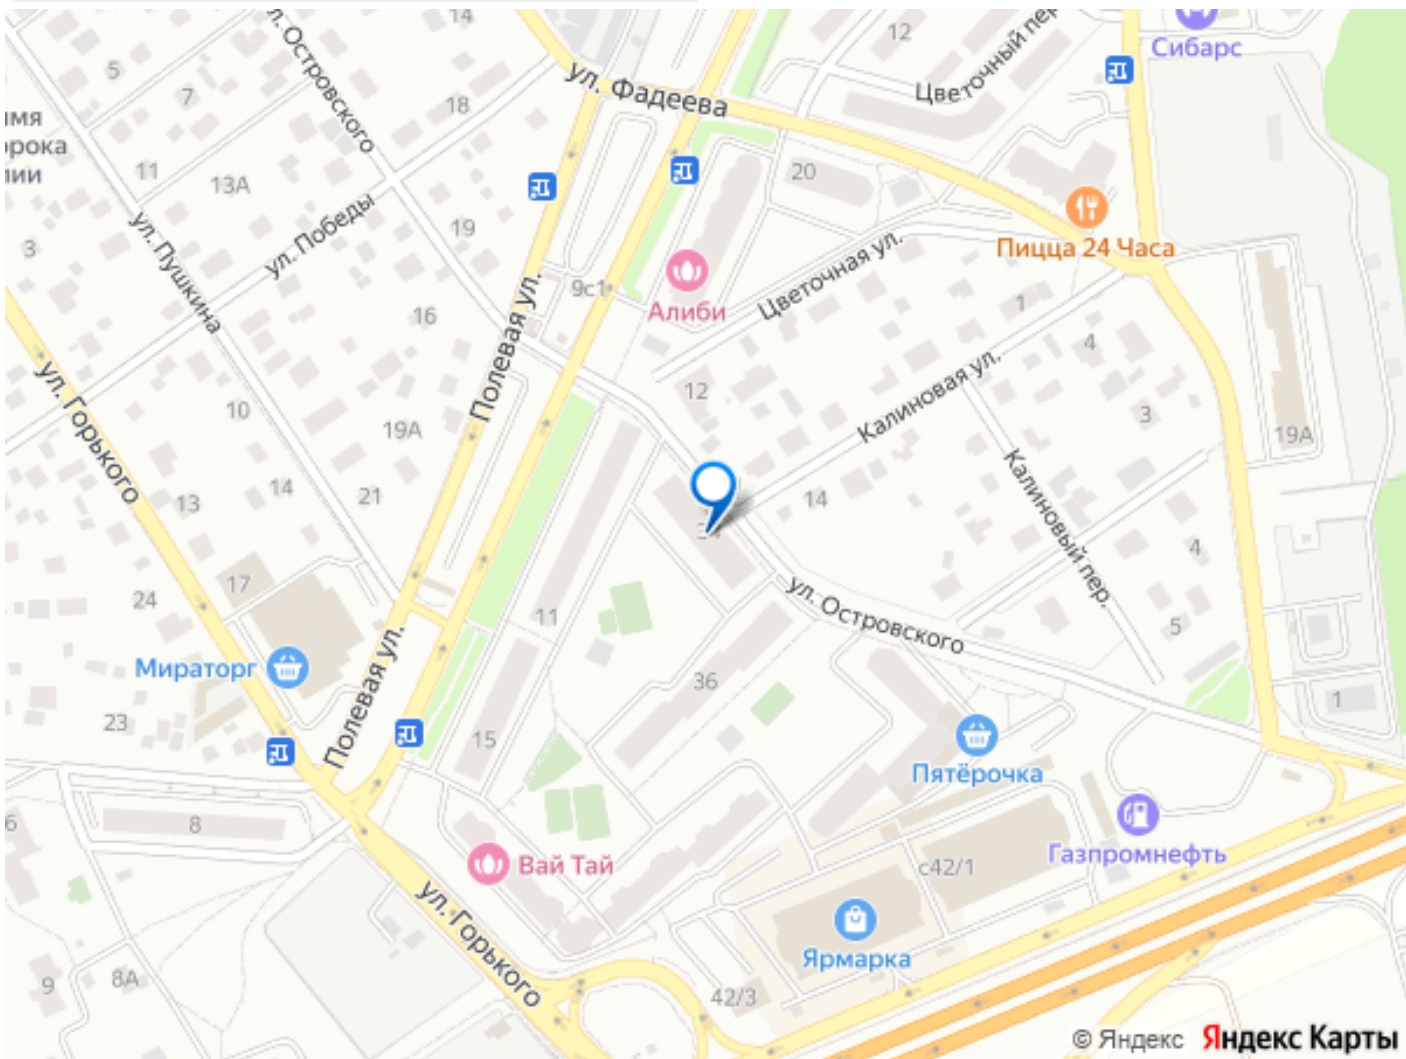 14
12
Сибарс
Цветочный пер.
ул. Островского
5
7
ул. Фадеева
18
11
13А
20
ул. Победы
19
3
ул. Пушкина
Пицца 24 Часа
Цветочная ул.
9с1
Алиби
16
1
4
Полевая ул.
ул. Горького
12
Калиновая ул.
10
19А
3
19А
14
13
21
14
Калиновый пер.
17
4
24
11
ул. Островского
5
Мираторг
Полевая ул.
36
1
23
15
Пятёрочка
8
Газпромнефть
Вай Тай
с42/1
ул. Горького
Ярмарка
9
8А
42/3
© Яндекс Яндекс Карты